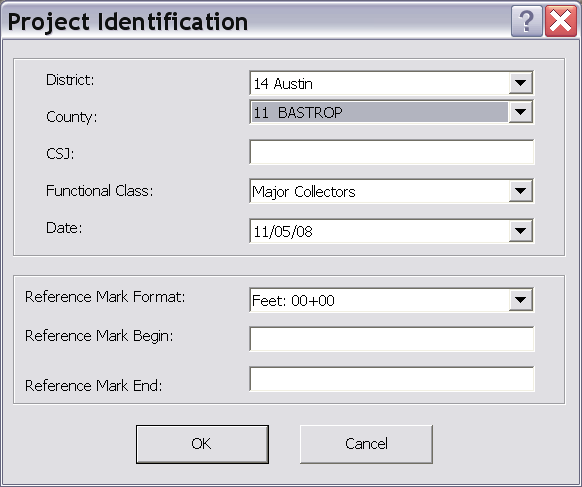 Project Identification
District: 14 Austin
County: 11 BASTROP
CSJ:
Functional Class: Major Collectors
Date: 11/05/08
Reference Mark Format: Feet: 00+00
Reference Mark Begin:
Reference Mark End:
OK Cancel